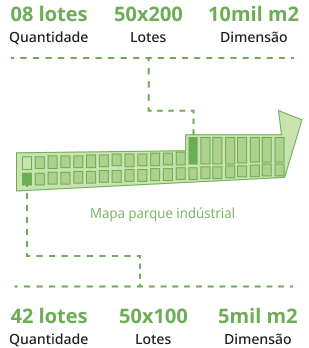 08 lotes 50x200 10mil m2
Quantidade Lotes Dimensão
Mapa parque indústrial
42 lotes 50x100 5mil m2
Quantidade Lotes Dimensão